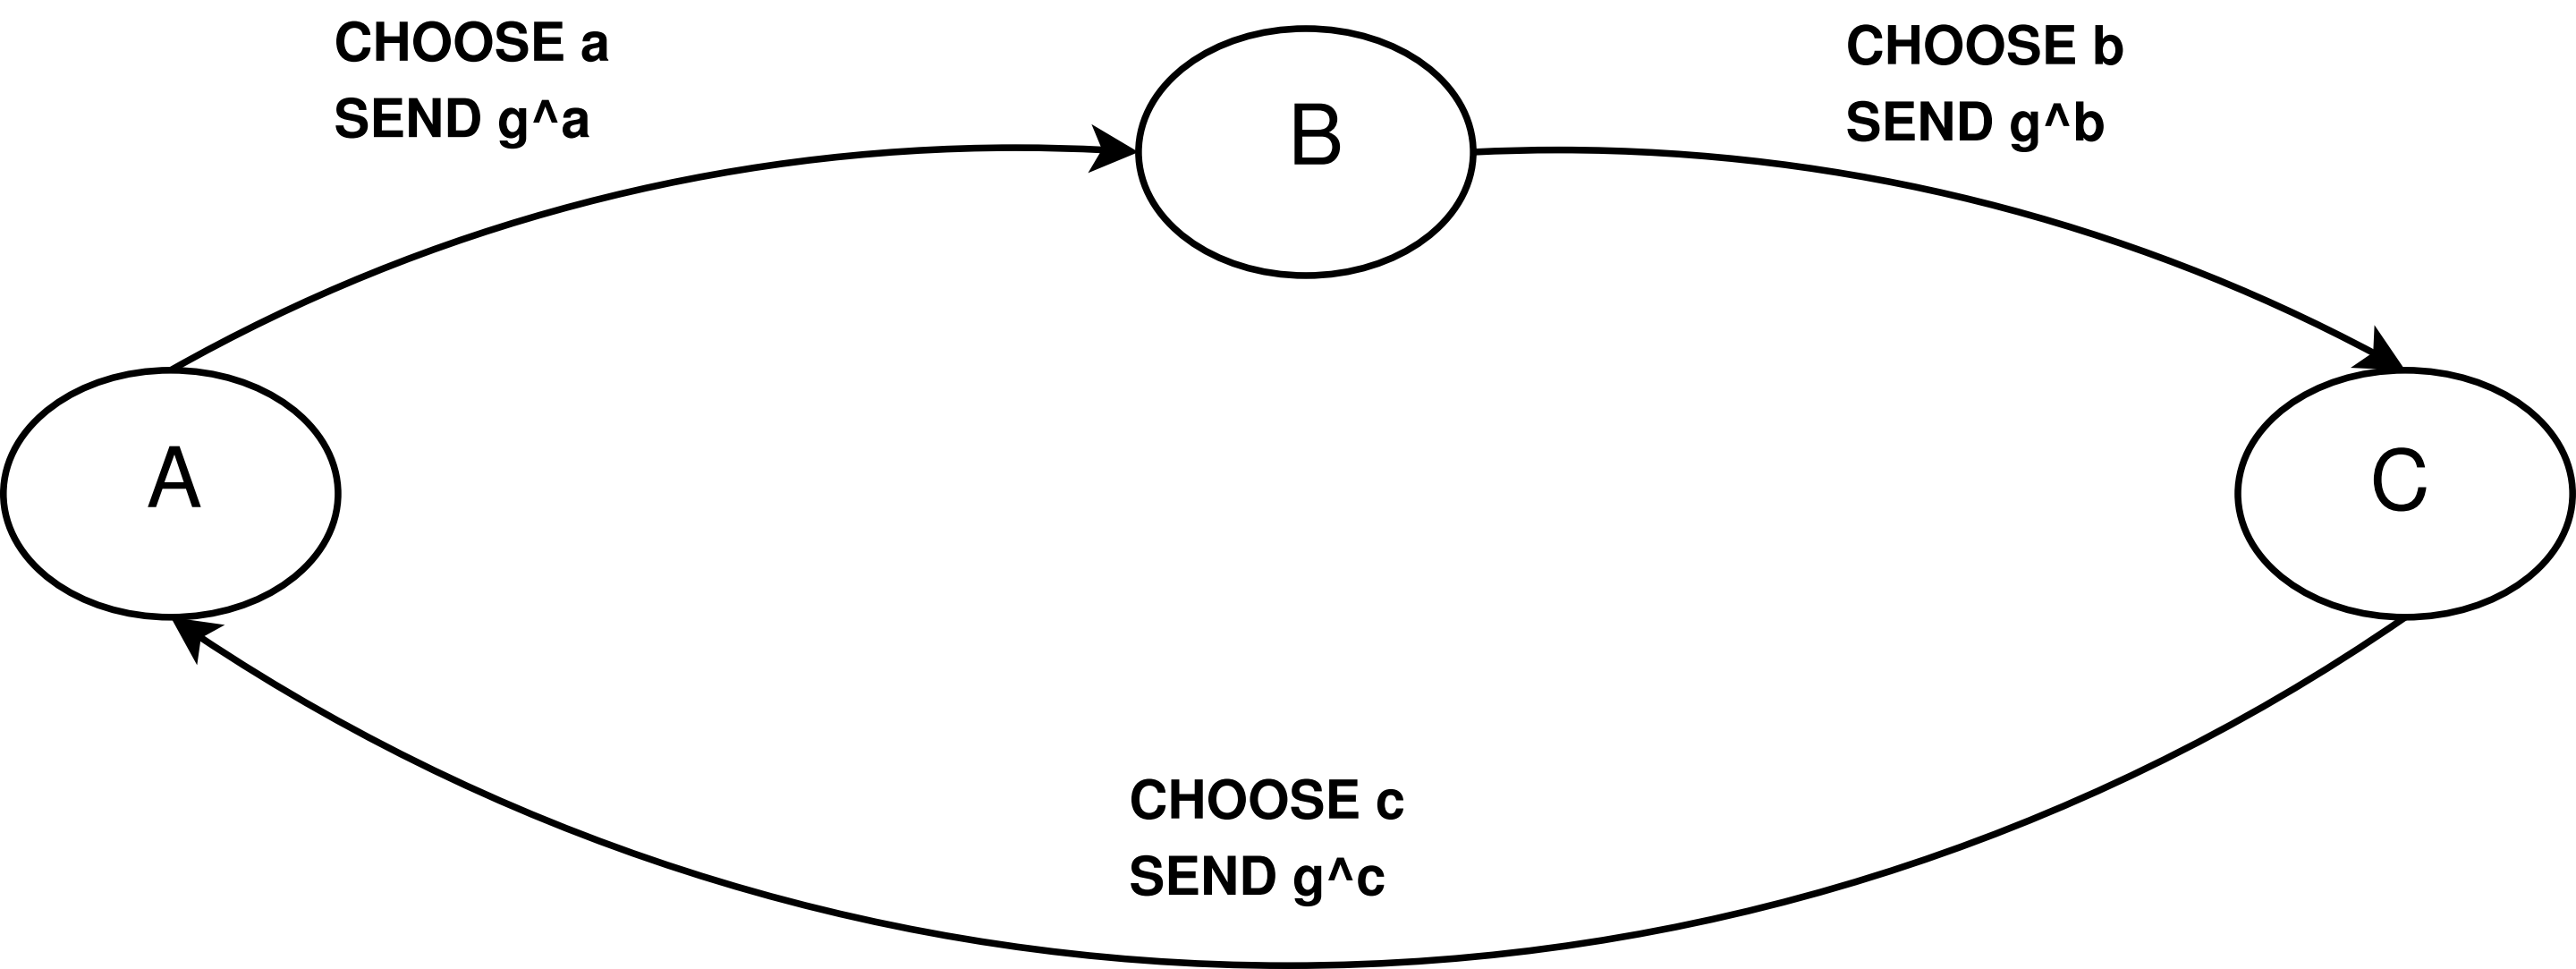 CHOOSE a
SEND g^a
B
CHOOSE b
SEND g^b
A
C
CHOOSE c
SEND g^c